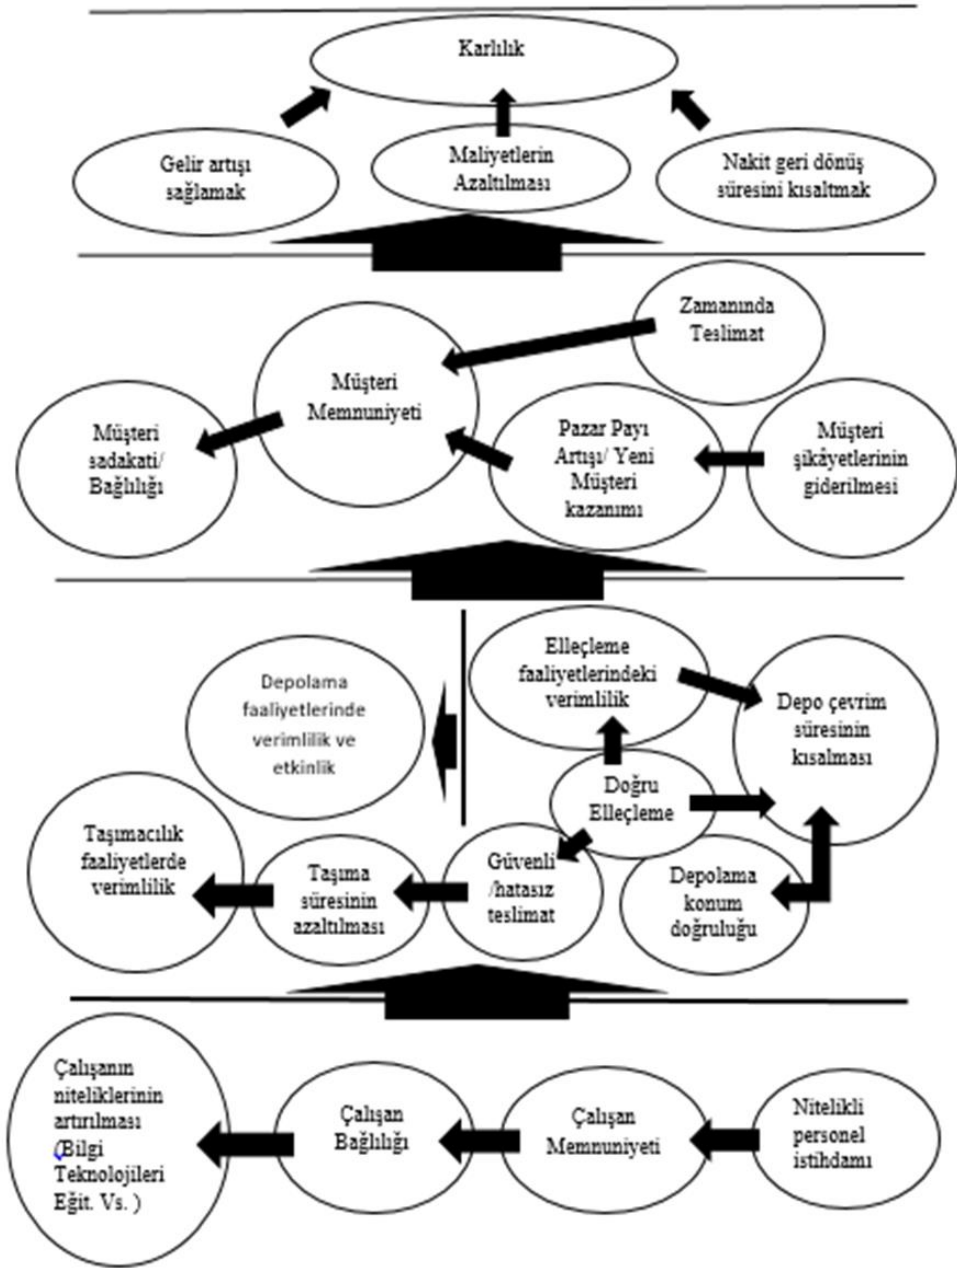 Karlılık
Gelir artışı
sağlamak
Maliyetlerin
Azaltılması
Nakit geri dönüş
süresini kısaltmak
Zamanında
Teslimat
Müşteri
Memnuniyeti
Müşteri
sadakati/
Bağlılığı
Pazar Payı
Artışı/ Yeni
Müşteri
kazanımı
Müşteri
şikâyetlerinin
giderilmesi
Elleçleme
faaliyetlerindeki
verimlilik
Depolama
faaliyetlerinde
verimlilik ve
etkinlik
Depo çevrim
süresinin
kısalması
Doğru
Elleçleme
Taşımacılık
faaliyetlerde
verimlilik
Taşıma
süresinin
azaltılması
Güvenli
/hatasız
teslimat
Depolama
konum
doğruluğu
Çalışanın
niteliklerinin
artırılması
(Bilgi
Teknolojileri
Eğit. Vs. )
Çalışan
Bağlılığı
Çalışan
Memnuniyeti
Nitelikli
personel
istihdamı